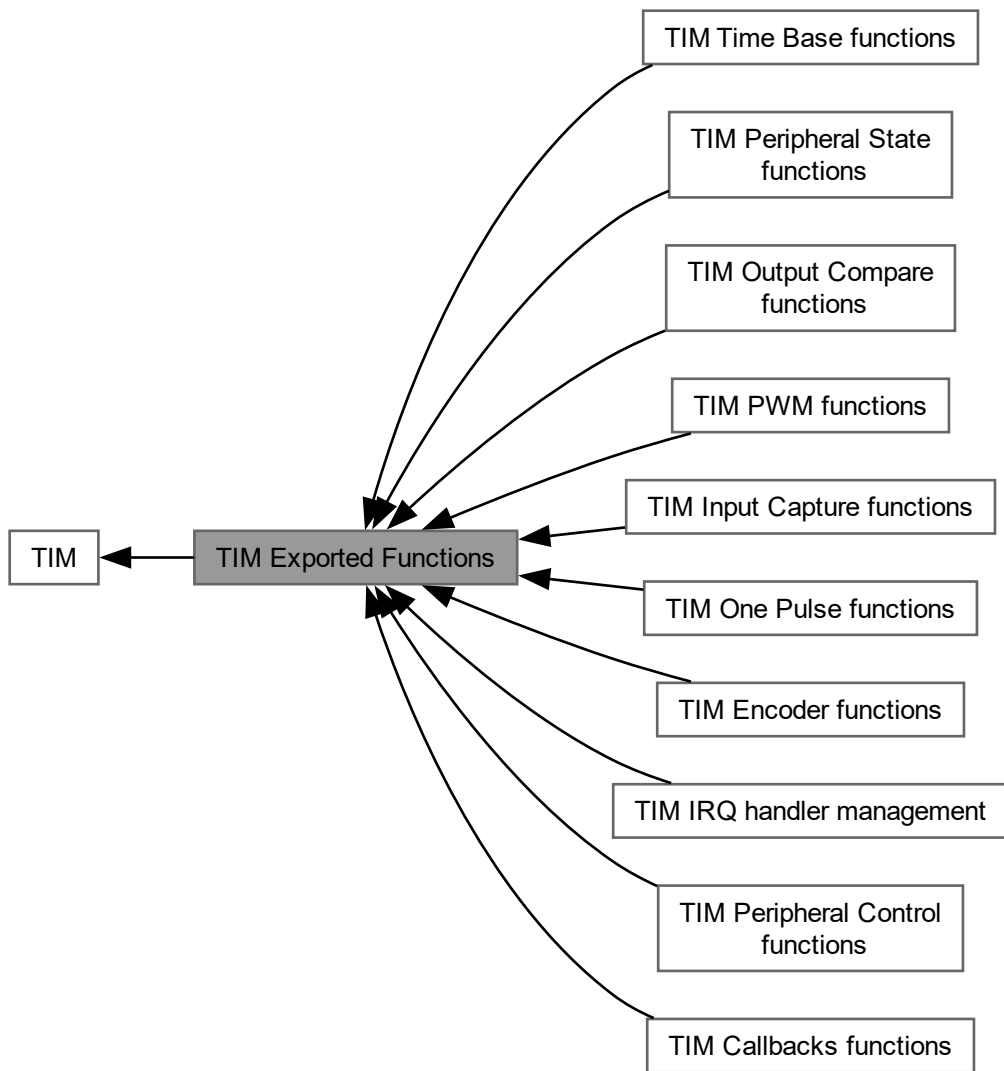 TIM Time Base functions
TIM Peripheral State
functions
TIM Output Compare
functions
TIM PWM functions
TIM Input Capture functions
TIM
TIM Exported Functions
TIM One Pulse functions
TIM Encoder functions
TIM IRQ handler management
TIM Peripheral Control
functions
TIM Callbacks functions